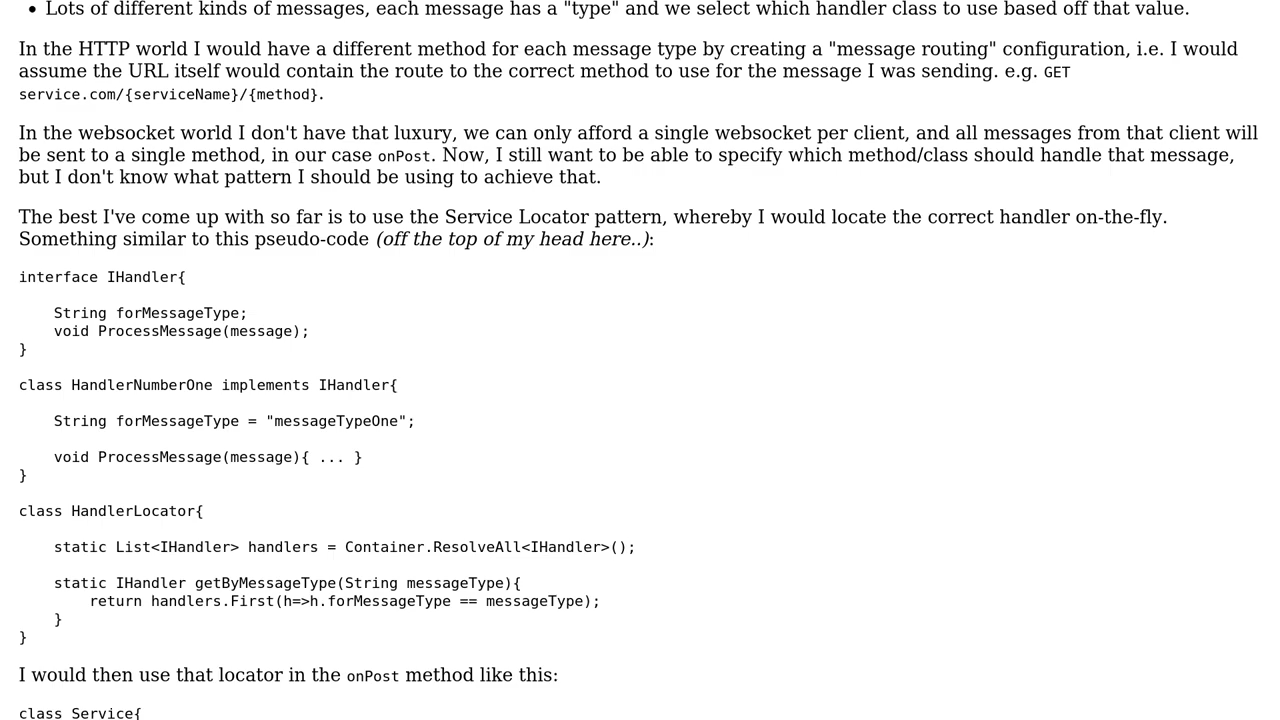 • Lots of different kinds of messages, each message has a "type" and we select which handler class to use based off that value.
In the HTTP world I would have a different method for each message type by creating a "message routing" configuration, i.e. I would
assume the URL itself would contain the route to the correct method to use for the message I was sending. e.g. GET
service.com/{serviceName}/{method}.
In the websocket world I don't have that luxury, we can only afford a single websocket per client, and all messages from that client will
be sent to a single method, in our case onPost. Now, I still want to be able to specify which method/class should handle that message,
but I don't know what pattern I should be using to achieve that.
The best I've come up with so far is to use the Service Locator pattern, whereby I would locate the correct handler on-the-fly.
Something similar to this pseudo-code (off the top of my head here..):
interface IHandler{
    String forMessageType;
    void ProcessMessage(message);
}
class HandlerNumberOne implements IHandler{
    String forMessageType = "messageTypeOne";
    void ProcessMessage(message){ ... }
}
class HandlerLocator{
    static List<IHandler> handlers = Container.ResolveAll<IHandler>();
    static IHandler getByMessageType(String messageType){
        return handlers.First(h=>h.forMessageType == messageType);
    }
}
I would then use that locator in the onPost method like this:
class Service{